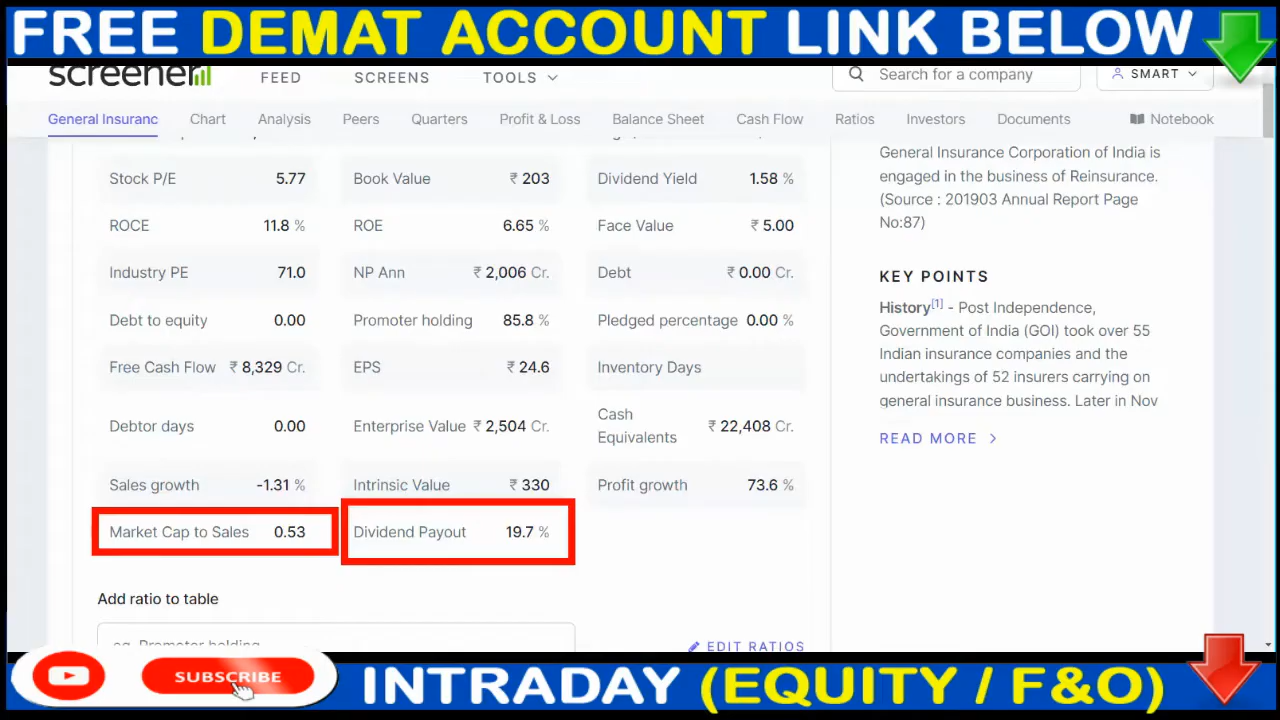 FREE DEMAT ACCOUNT LINK BELOW
screener
FEED
SCREENS
TOOLS
Search for a company
SMART
General Insuranc
Chart
Analysis
Peers
Quarters
Profit & Loss
Balance Sheet
Cash Flow
Ratios
Investors
Documents
Notebook
Stock P/E 5.77
Book Value ₹ 203
Dividend Yield 1.58 %
ROCE 11.8 %
ROE 6.65 %
Face Value ₹ 5.00
Industry PE 71.0
NP Ann ₹ 2,006 Cr.
Debt ₹ 0.00 Cr.
Debt to equity 0.00
Promoter holding 85.8 %
Pledged percentage 0.00 %
Free Cash Flow ₹ 8,329 Cr.
EPS ₹ 24.6
Inventory Days
Debtor days 0.00
Enterprise Value ₹ 2,504 Cr.
Cash
Equivalents ₹ 22,408 Cr.
Sales growth -1.31 %
Intrinsic Value ₹ 330
Profit growth 73.6 %
Market Cap to Sales 0.53
Dividend Payout 19.7 %
Add ratio to table
eg. Promoter holding
EDIT RATIOS
General Insurance Corporation of India is
engaged in the business of Reinsurance.
(Source : 201903 Annual Report Page
No:87)
KEY POINTS
History[1] - Post Independence,
Government of India (GOI) took over 55
Indian insurance companies and the
undertakings of 52 insurers carrying on
general insurance business. Later in Nov
READ MORE
SUBSCRIBE
INTRADAY (EQUITY / F&O)